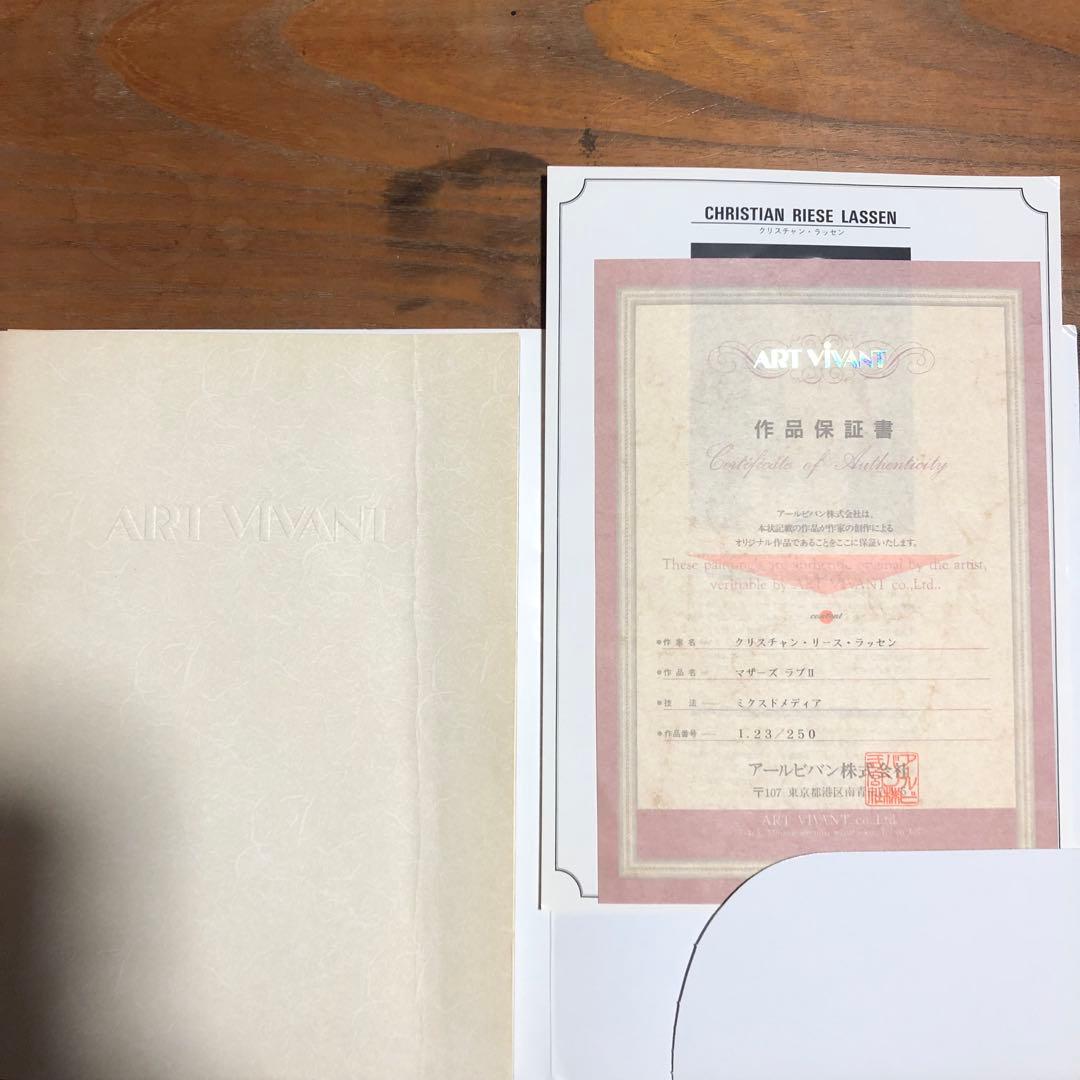 ART VIVANT
CHRISTIAN RIESE LASSEN
クリスチャン・ラッセン
ART VIVANT
作品保証書
Certificate of Authenticity
アールビバン株式会社は、
本状記載の作品が作家の創作による
オリジナル作品であることをここに保証いたします。
These authentic original by the artist,
verifiable by ART VIVANT co.,Ltd..
content
●作家名 クリスチャン・リース・ラッセン
●作品名 マザーズ ラブII
●技 法 ミクスドメディア
●作品番号 I.23/250
アールビバン株式会社
〒107 東京都港区南青
ART VIVANT co.,Ltd